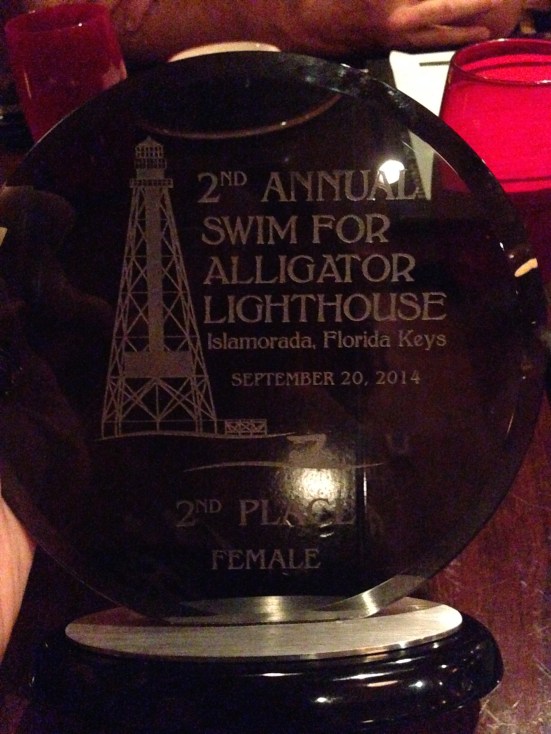 2ND ANNUAL
SWIM FOR
ALLIGATOR
LIGHTHOUSE
Islamorada, Florida Keys
SEPTEMBER 20, 2014
2ND PLACE
FEMALE